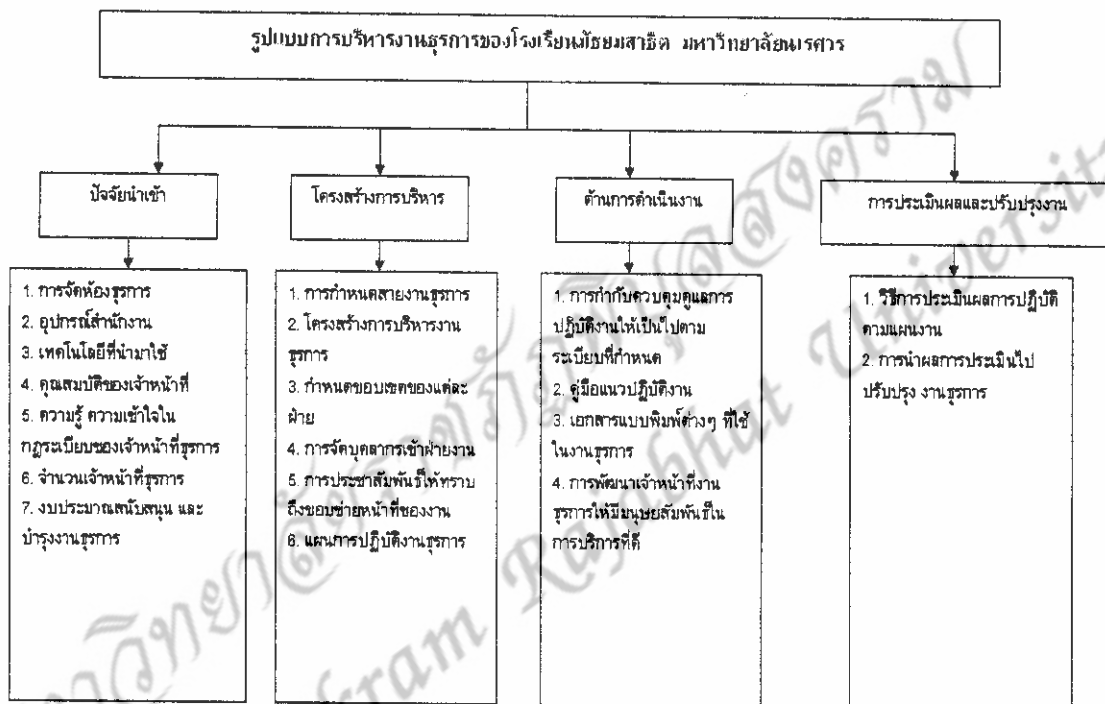 รูปแบบการบริหารงานธุรการของโรงเรียนมัธยมสาธิต มหาวิทยาลัยนเรศวร
ปัจจัยนำเข้า
1. การจัดห้องธุรการ
2. อุปกรณ์สำนักงาน
3. เทคโนโลยีที่นำมาใช้
4. คุณสมบัติของเจ้าหน้าที่
5. ความรู้ ความเข้าใจใน
กฎระเบียบของเจ้าหน้าที่ธุรการ
6. จำนวนเจ้าหน้าที่ธุรการ
7. งบประมาณสนับสนุน และ
บำรุงงานธุรการ
โครงสร้างการบริหาร
1. การกำหนดสายงานธุรการ
2. โครงสร้างการบริหารงาน
ธุรการ
3. กำหนดขอบเขตของแต่ละ
ฝ่าย
4. การจัดบุคลากรเข้าฝ่ายงาน
5. การประชาสัมพันธ์ให้ทราบ
ถึงขอบข่ายหน้าที่ของงาน
6. แผนการปฏิบัติงานธุรการ
ด้านการดำเนินงาน
1. การกำกับควบคุมดูแลการ
ปฏิบัติงานให้เป็นไปตาม
ระเบียบที่กำหนด
2. คู่มือแนวปฏิบัติงาน
3. เอกสารแบบพิมพ์ต่างๆ ที่ใช้
ในงานธุรการ
4. การพัฒนาเจ้าหน้าที่งาน
ธุรการให้มีมนุษยสัมพันธ์ใน
การบริการที่ดี
การประเมินผลและปรับปรุงงาน
1. วิธีการประเมินผลการปฏิบัติ
ตามแผนงาน
2. การนำผลการประเมินไป
ปรับปรุง งานธุรการ
วิทยาลัยราชภัฏพิบูลสงคราม
kram Rajabhat Universit